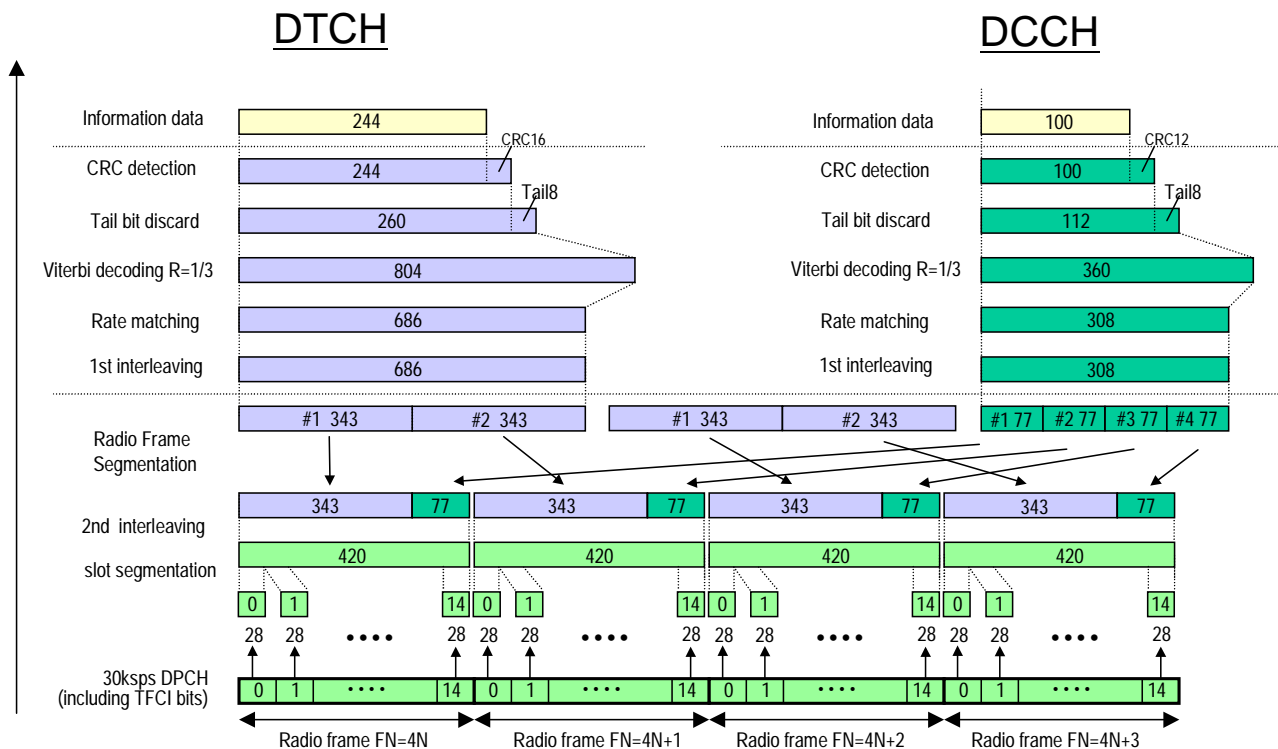 DTCH
DCCH
Information data
244
Information data
100
CRC16
CRC12
CRC detection
244
CRC detection
100
Tail8
Tail8
Tail bit discard
260
Tail bit discard
112
Viterbi decoding R=1/3
804
Viterbi decoding R=1/3
360
Rate matching
686
Rate matching
308
1st interleaving
686
1st interleaving
308
#1 343
#2 343
#1 343
#2 343
#1 77
#2 77
#3 77
#4 77
Radio Frame
Segmentation
343
77
343
77
343
77
343
77
2nd interleaving
420
420
420
420
slot segmentation
0
1
14
0
1
14
0
1
14
0
1
14
28
28
••••
28
28
28
••••
28
28
28
••••
28
28
28
••••
28
30ksps DPCH
(including TFCI bits)
0
1
••••
14
0
1
••••
14
0
1
••••
14
0
1
••••
14
Radio frame FN=4N
Radio frame FN=4N+1
Radio frame FN=4N+2
Radio frame FN=4N+3